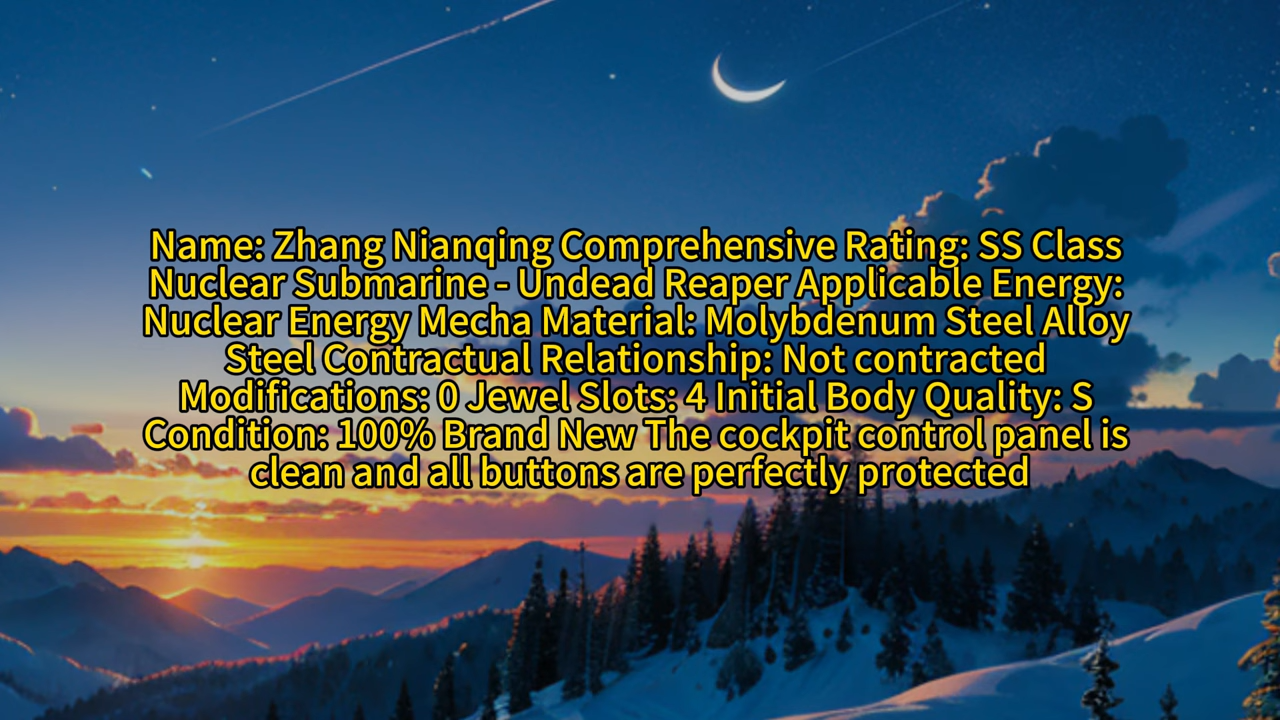 Name: Zhang Nianqing Comprehensive Rating: SS Class
Nuclear Submarine - Undead Reaper Applicable Energy:
Nuclear Energy Mecha Material: Molybdenum Steel Alloy
Steel Contractual Relationship: Not contracted
Modifications: 0 Jewel Slots: 4 Initial Body Quality: S
Condition: 100% Brand New The cockpit control panel is
clean and all buttons are perfectly protected